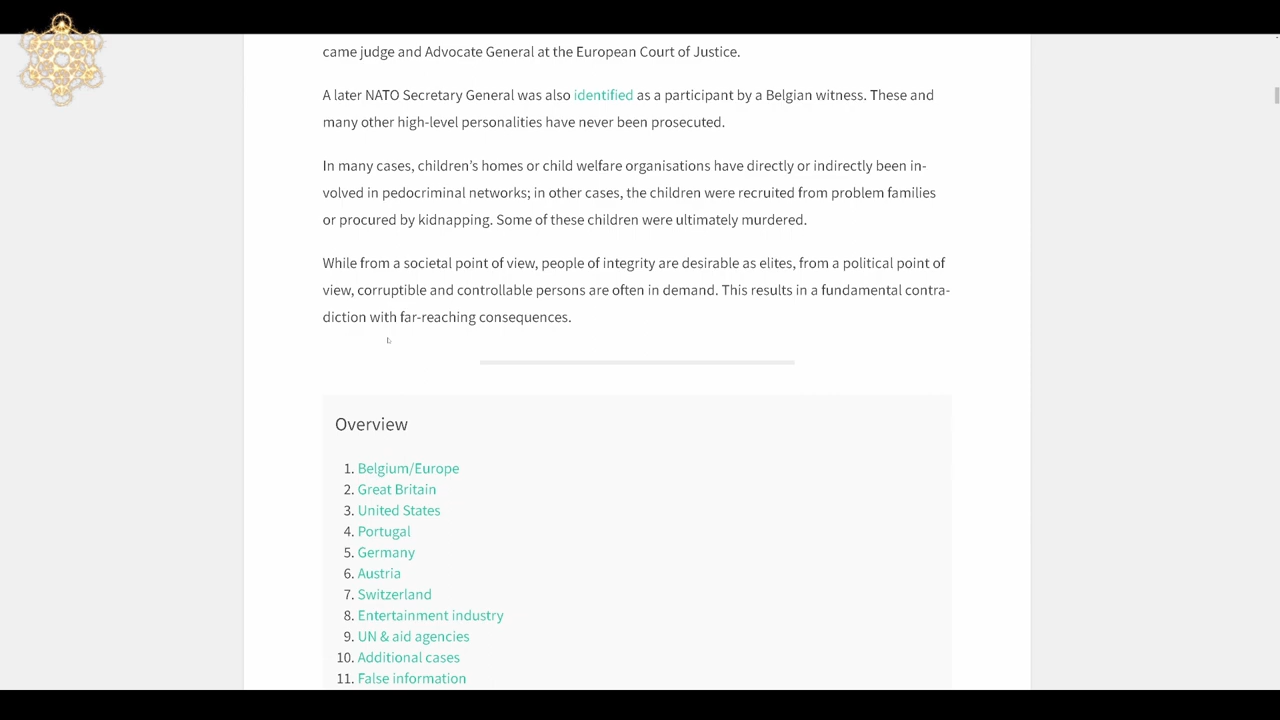 came judge and Advocate General at the European Court of Justice.
A later NATO Secretary General was also identified as a participant by a Belgian witness. These and
many other high-level personalities have never been prosecuted.
In many cases, children’s homes or child welfare organisations have directly or indirectly been in-
volved in pedocriminal networks; in other cases, the children were recruited from problem families
or procured by kidnapping. Some of these children were ultimately murdered.
While from a societal point of view, people of integrity are desirable as elites, from a political point of
view, corruptible and controllable persons are often in demand. This results in a fundamental contra-
diction with far-reaching consequences.
Overview
1. Belgium/Europe
2. Great Britain
3. United States
4. Portugal
5. Germany
6. Austria
7. Switzerland
8. Entertainment industry
9. UN & aid agencies
10. Additional cases
11. False information